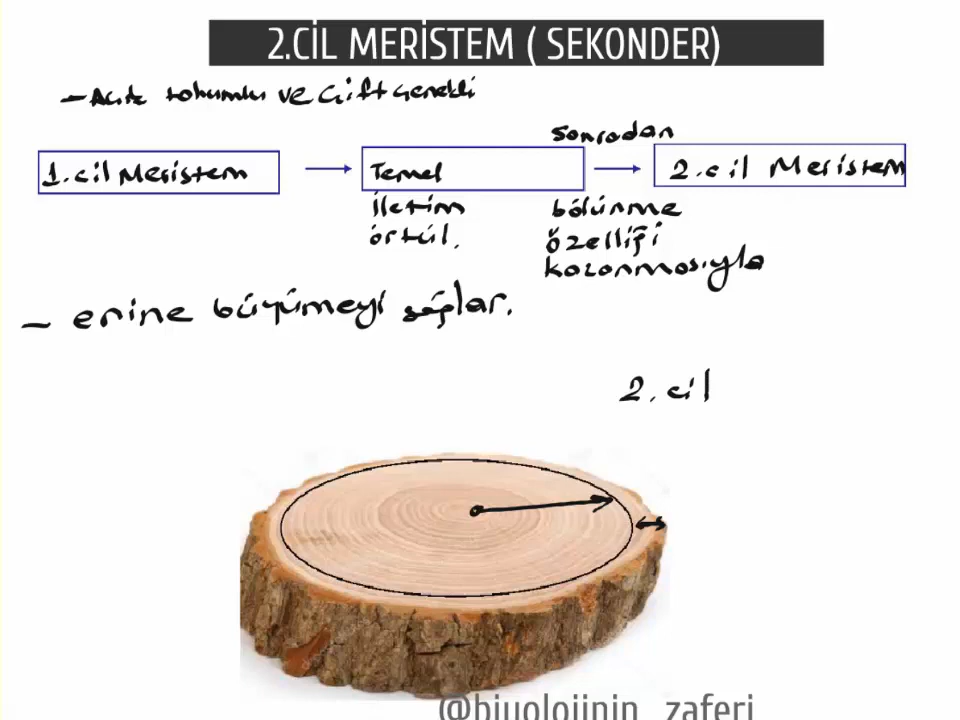 2.CİL MERİSTEM ( SEKONDER)
- Açık tohumlu ve Çift Çenekli
1.cil Meristem
Temel
iletim
örtü.
Sonradan
bölünme
özelliği
kazanmasıyla
2.cil Meristem
- enine büyümeyi sağlar.
2.cil
@biyolojinin_zaferi